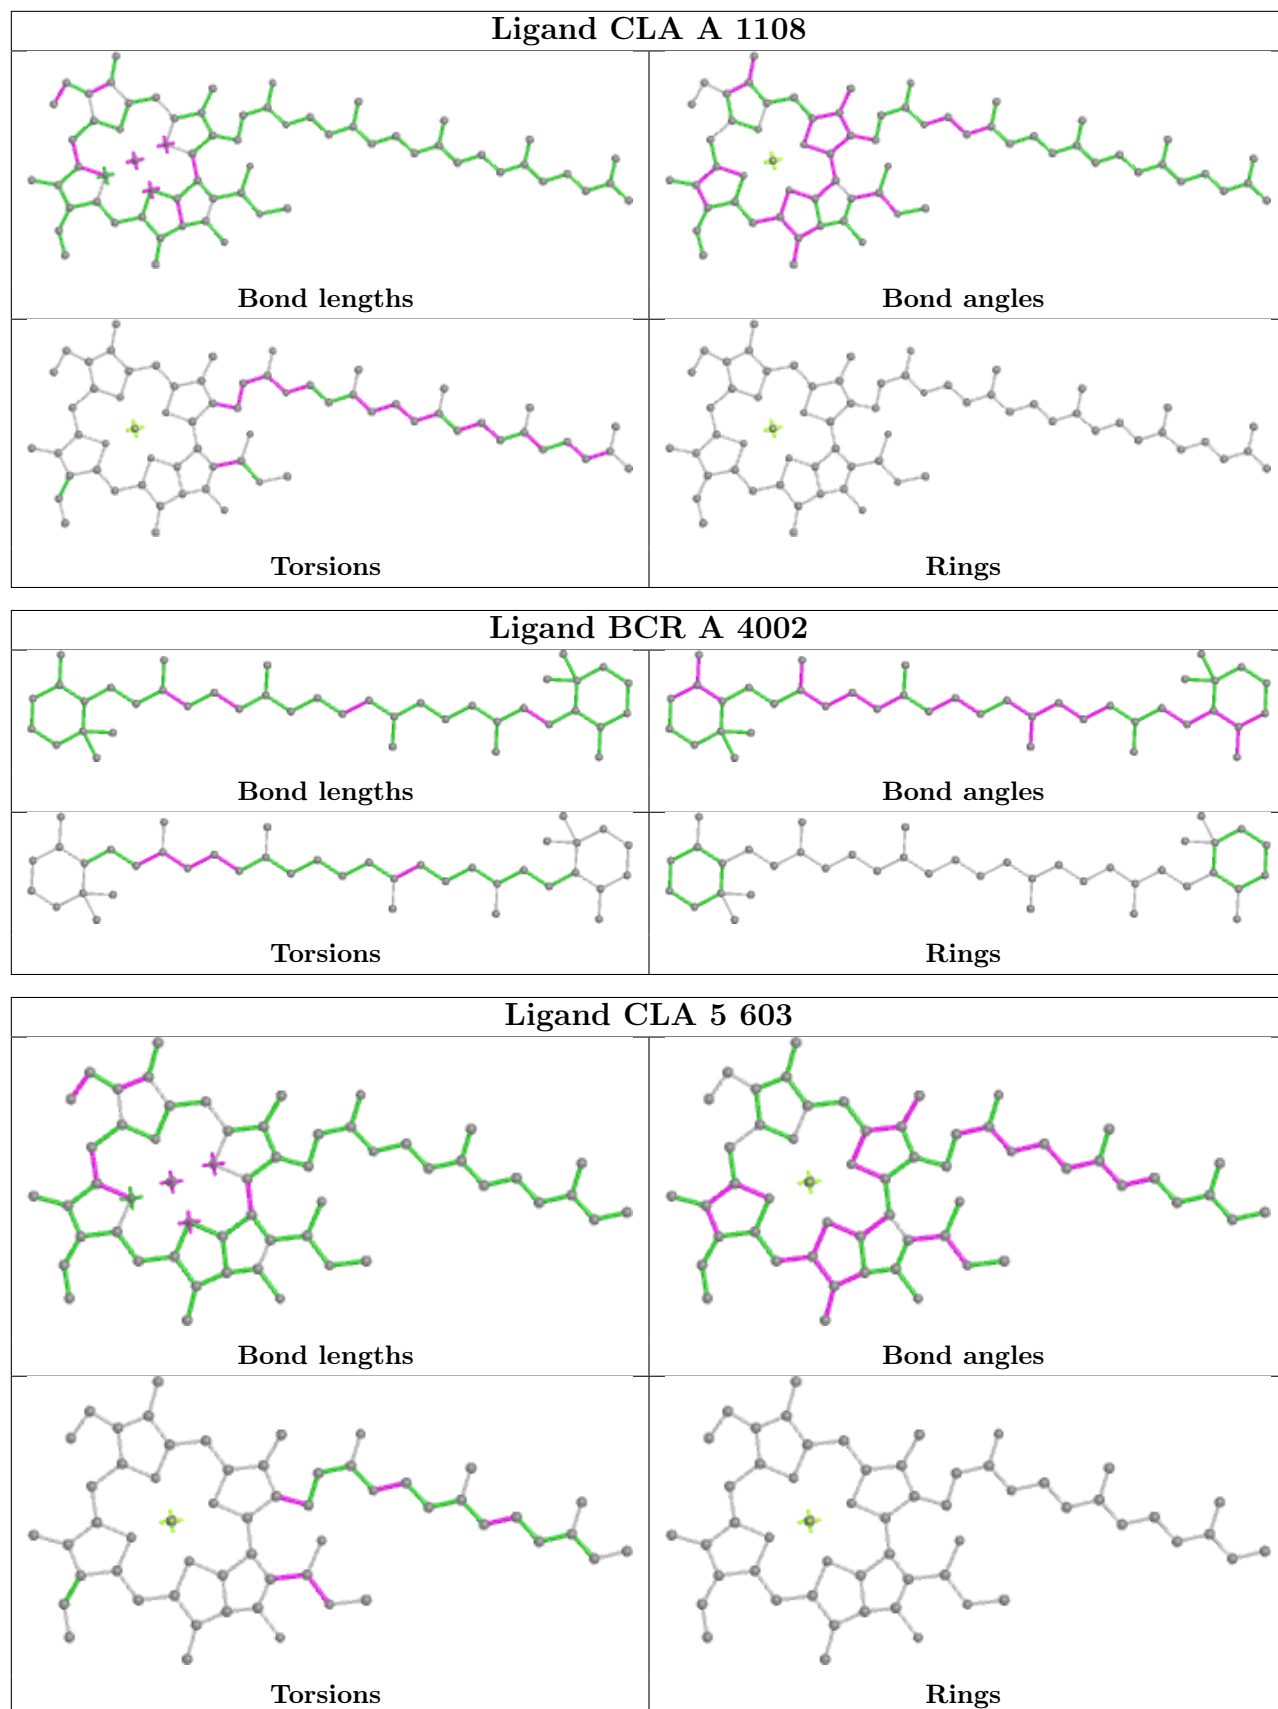 Ligand CLA A 1108
Bond lengths
Bond angles
Torsions
Rings
Ligand BCR A 4002
Bond lengths
Bond angles
Torsions
Rings
Ligand CLA 5 603
Bond lengths
Bond angles
Torsions
Rings